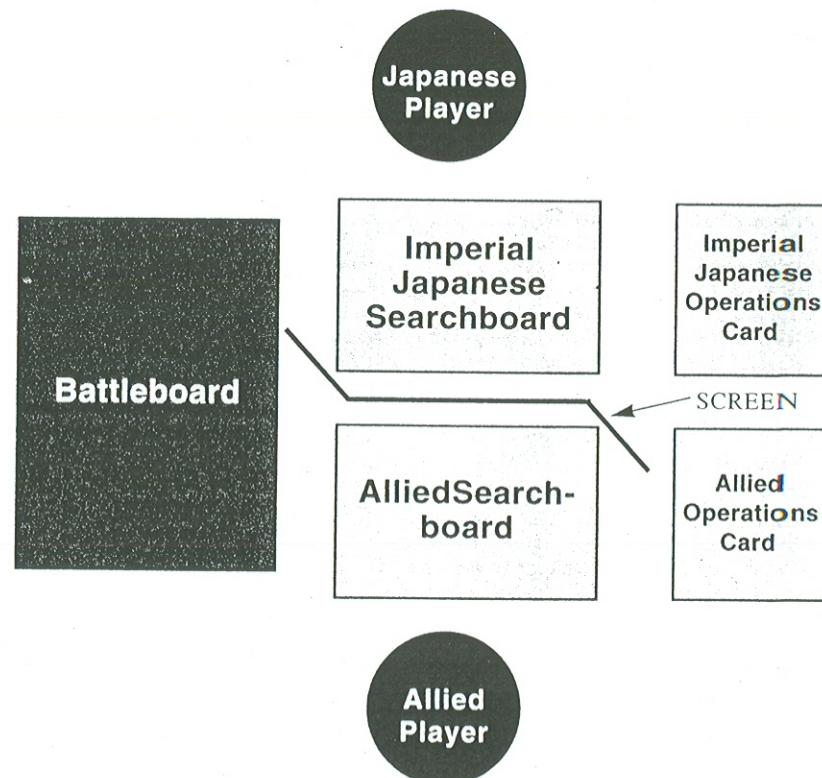 Japanese
Player
Imperial
Japanese
Searchboard
Imperial
Japanese
Operations
Card
Battleboard
SCREEN
AlliedSearch-
board
Allied
Operations
Card
Allied
Player